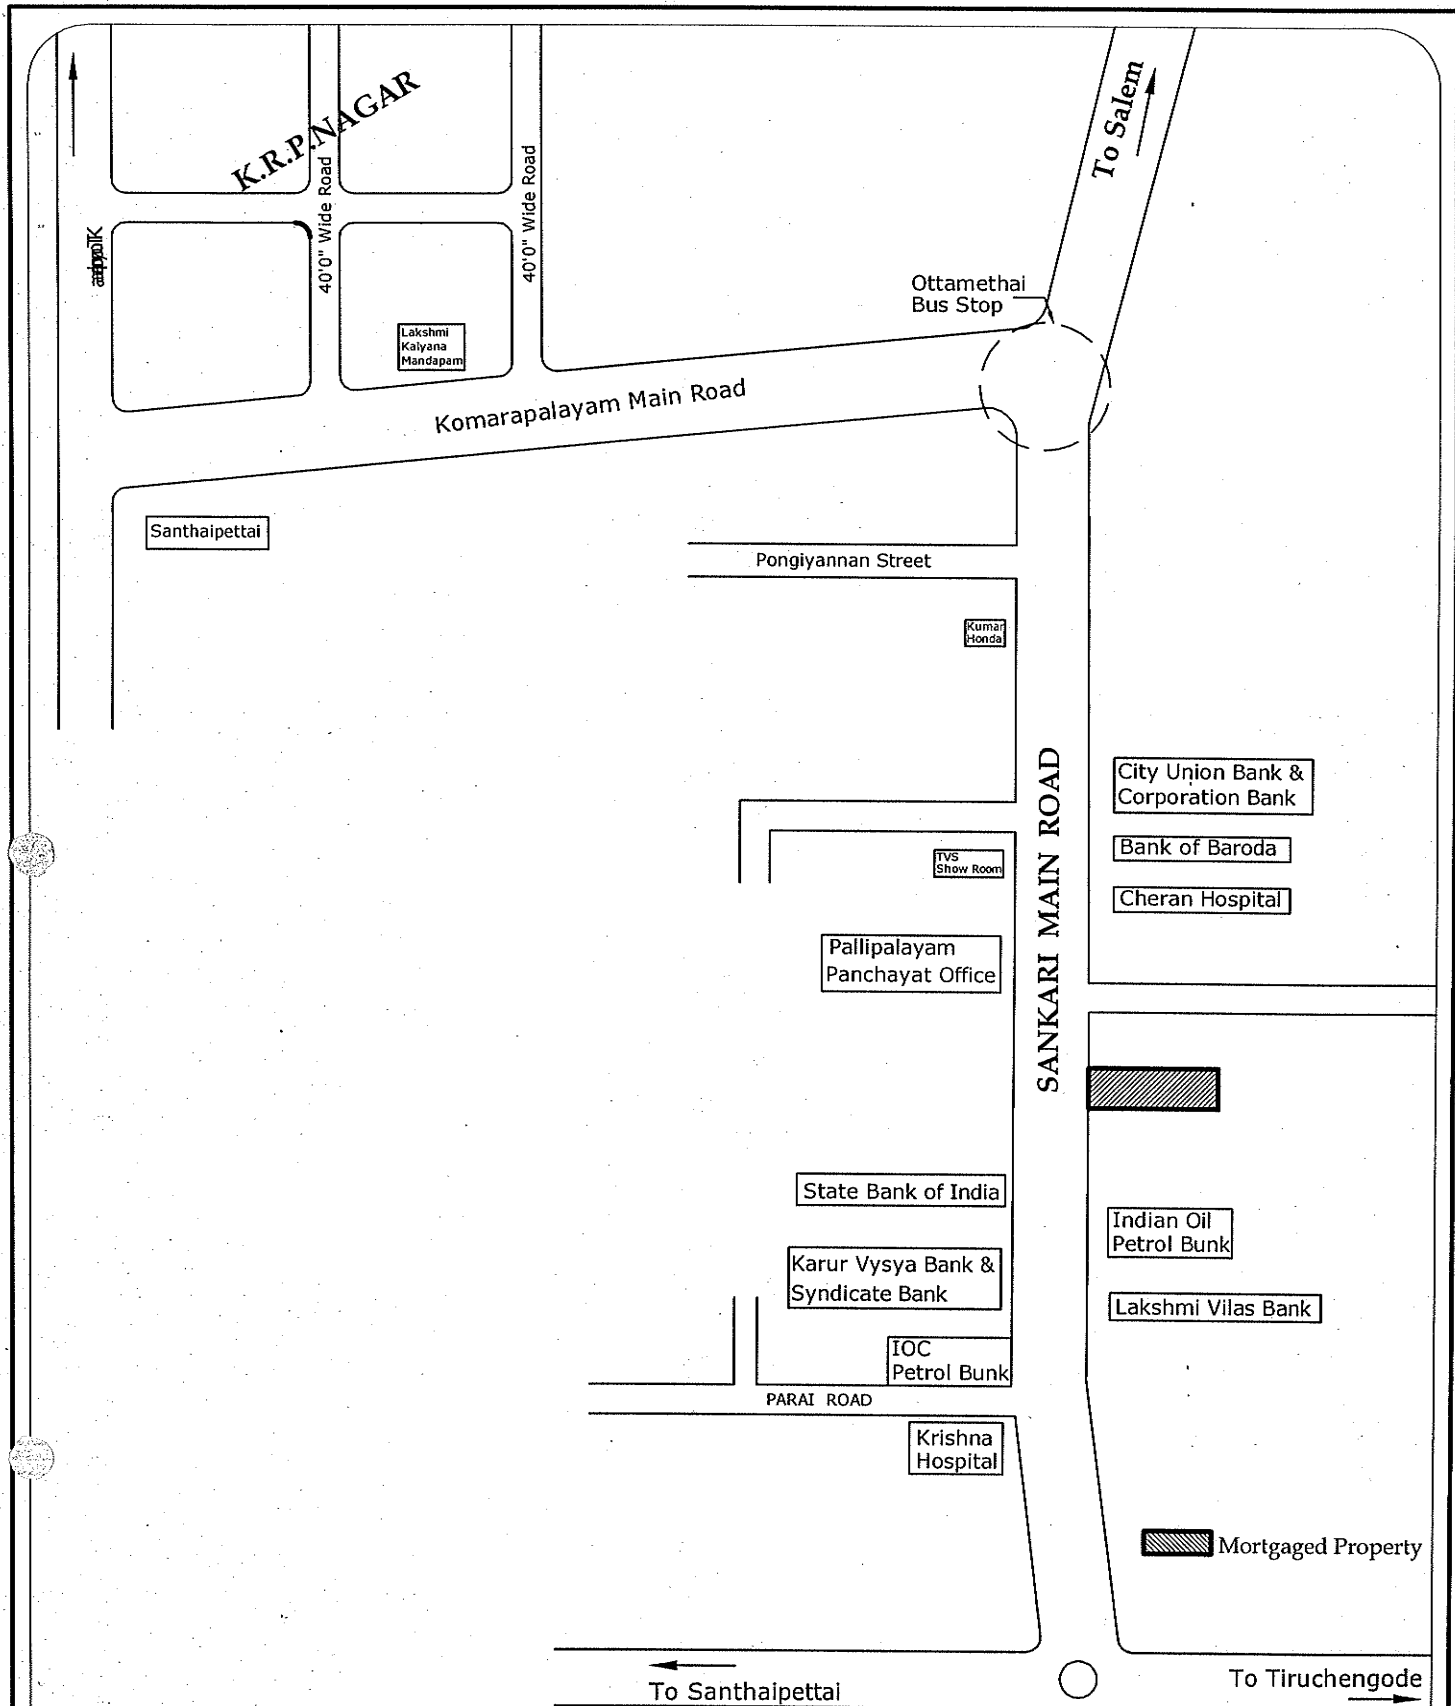 K.R.P.NAGAR
To Salem
40'0" Wide Road
40'0" Wide Road
Ottamethai
Bus Stop
Lakshmi
Kalyana
Mandapam
Komarapalayam Main Road
Santhaipettai
Pongiyannan Street
Kumar
Honda
SANKARI MAIN ROAD
City Union Bank &
Corporation Bank
Bank of Baroda
TVS
Show Room
Cheran Hospital
Pallipalayam
Panchayat Office
State Bank of India
Indian Oil
Petrol Bunk
Karur Vysya Bank &
Syndicate Bank
Lakshmi Vilas Bank
IOC
Petrol Bunk
PARAI ROAD
Krishna
Hospital
Mortgaged Property
To Santhaipettai
To Tiruchengode